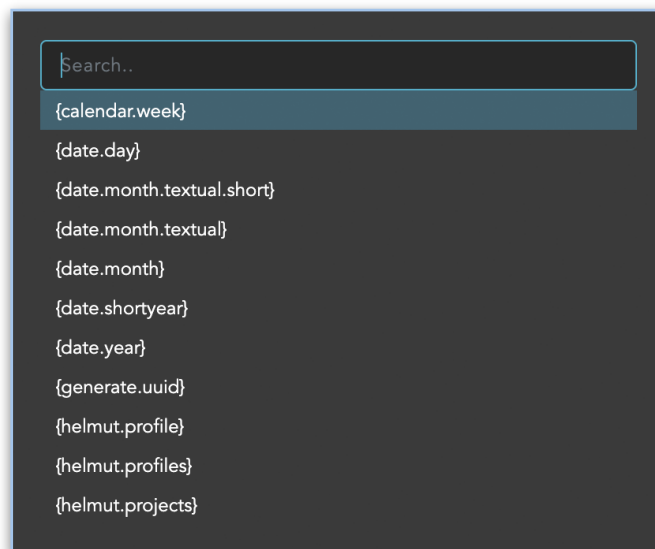 Search..
{calendar.week}
{date.day}
{date.month.textual.short}
{date.month.textual}
{date.month}
{date.shortyear}
{date.year}
{generate.uuid}
{helmut.profile}
{helmut.profiles}
{helmut.projects}